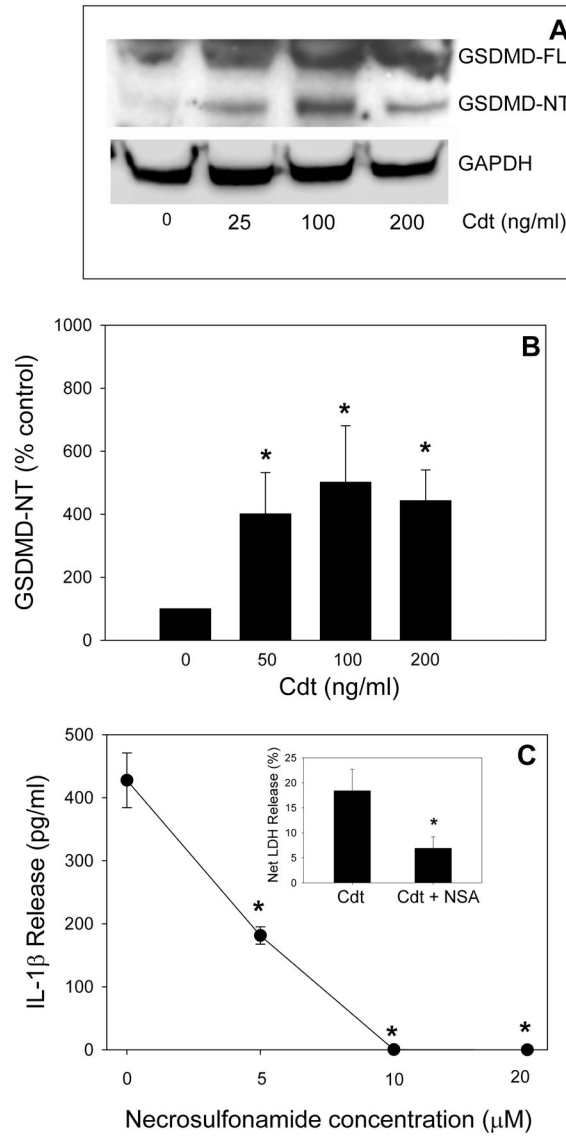 A
GSDMD-FL
GSDMD-NT
GAPDH
0 25 100 200 Cdt (ng/ml)
B
1000
800
600
400
200
0
GSDMD-NT (% control)
* * *
0 50 100 200
Cdt (ng/ml)
C
500
400
300
200
100
0
IL-1β Release (pg/ml)
25
20
15
10
5
0
Net LDH Release (%)
*
Cdt Cdt + NSA
*
* *
0 5 10 20
Necrosulfonamide concentration (μM)